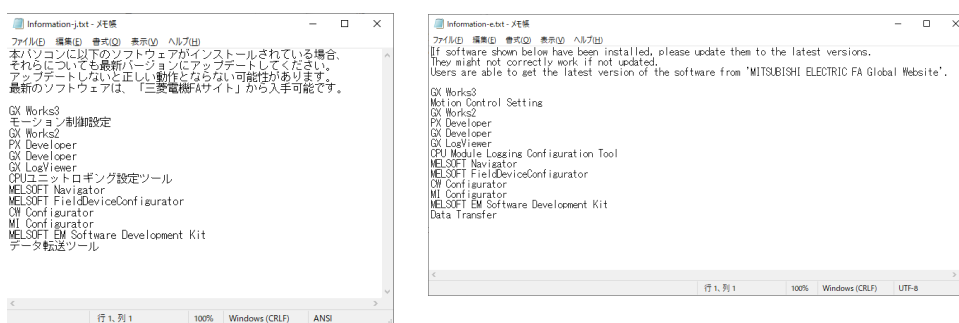 Information-j.txt - メモ帳
ファイル(F) 編集(E) 書式(O) 表示(V) ヘルプ(H)
本パソコンに以下のソフトウェアがインストールされている場合、
それらについても最新バージョンにアップデートしてください。
アップデートしないと正しい動作とならない可能性があります。
最新のソフトウェアは、「三菱電機FAサイト」から入手可能です。
GX Works3
モーション制御設定
GX Works2
PX Developer
GX Developer
GX LogViewer
CPUユニットロギング設定ツール
MELSOFT Navigator
MELSOFT FieldDeviceConfigurator
CW Configurator
MI Configurator
MELSOFT EM Software Development Kit
データ転送ツール
行 1、列 1 100% Windows (CRLF) ANSI
Information-e.txt - メモ帳
ファイル(F) 編集(E) 書式(O) 表示(V) ヘルプ(H)
If software shown below have been installed, please update them to the latest versions.
They might not correctly work if not updated.
Users are able to get the latest version of the software from 'MITSUBISHI ELECTRIC FA Global Website'.
GX Works3
Motion Control Setting
GX Works2
PX Developer
GX Developer
GX LogViewer
CPU Module Logging Configuration Tool
MELSOFT Navigator
MELSOFT FieldDeviceConfigurator
CW Configurator
MI Configurator
MELSOFT EM Software Development Kit
Data Transfer
行 1、列 1 100% Windows (CRLF) UTF-8